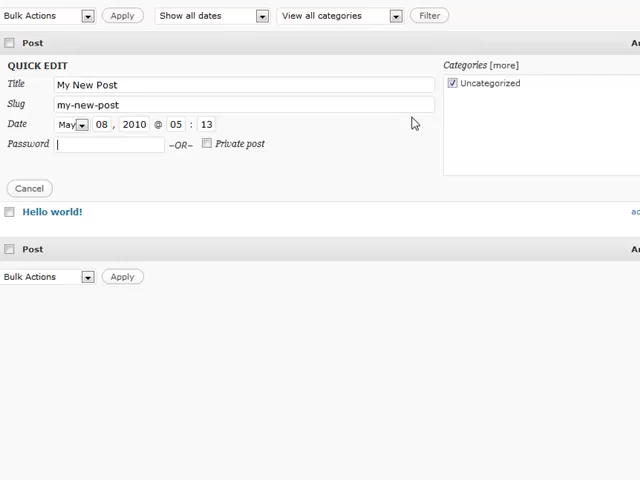 Bulk Actions Apply Show all dates View all categories Filter
Post
QUICK EDIT
Categories [more]
Title My New Post
Uncategorized
Slug my-new-post
Date May 08 , 2010 @ 05 : 13
Password –OR– Private post
Cancel
Hello world!
Post
Bulk Actions Apply